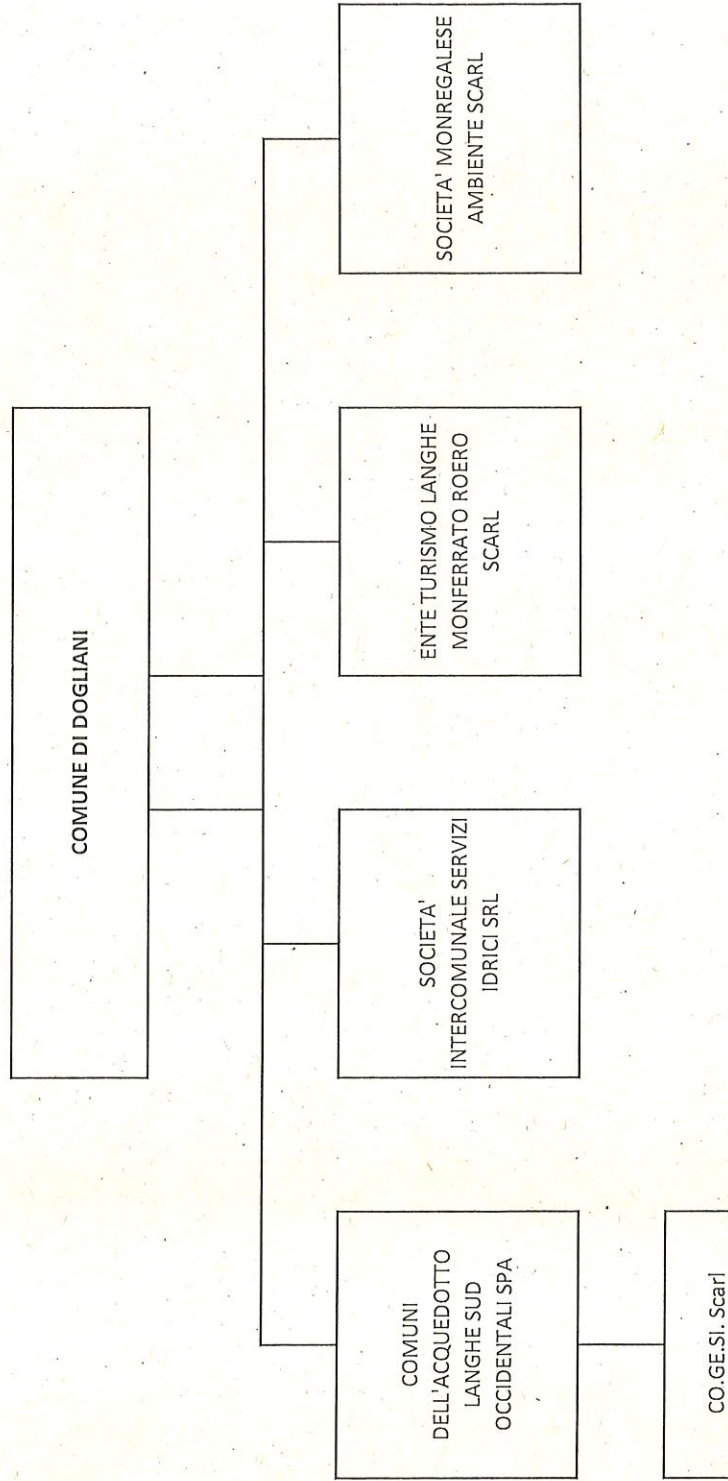 COMUNE DI DOGLIANI
COMUNI
DELL'ACQUEDOTTO
LANGHE SUD
OCCIDENTALI SPA
SOCIETA'
INTERCOMUNALE SERVIZI
IDRICI SRL
ENTE TURISMO LANGHE
MONFERRATO ROERO
SCARL
SOCIETA' MONREGALESE
AMBIENTE SCARL
CO.GE.SI. Scarl